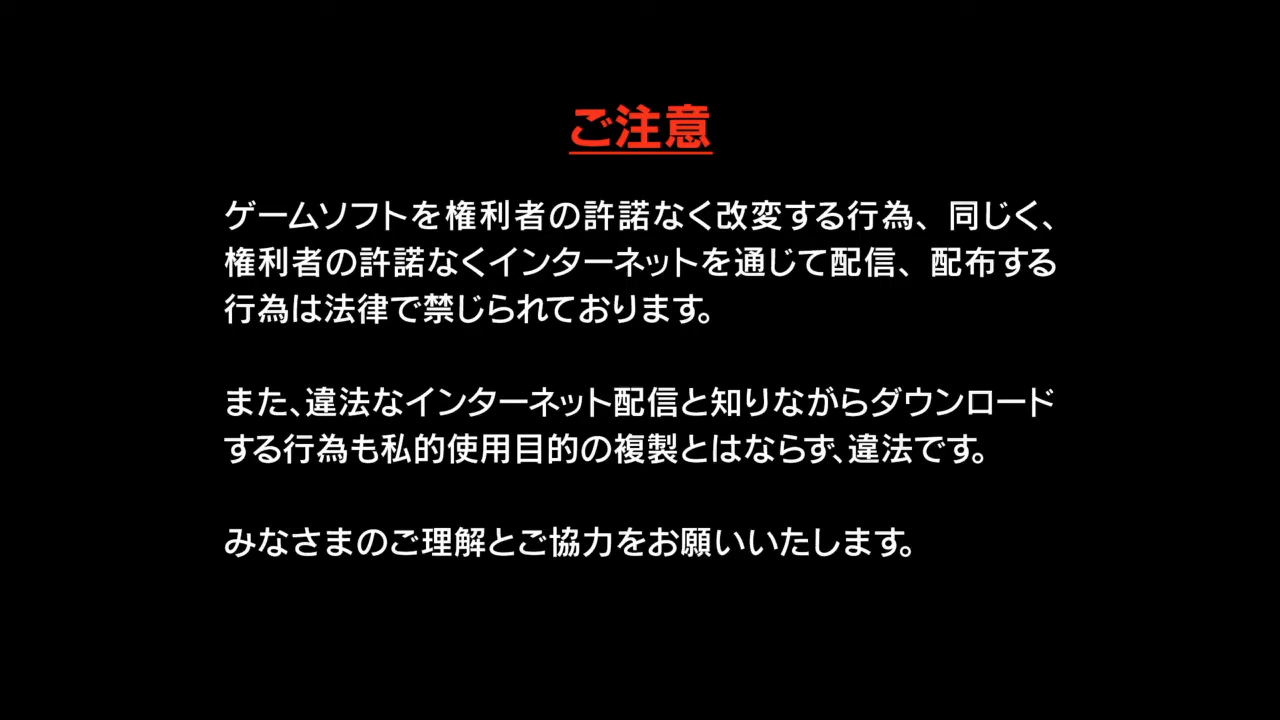 ご注意
ゲームソフトを権利者の許諾なく改変する行為、同じく、
権利者の許諾なくインターネットを通じて配信、配布する
行為は法律で禁じられております。
また、違法なインターネット配信と知りながらダウンロード
する行為も私的使用目的の複製とはならず、違法です。
みなさまのご理解とご協力をお願いいたします。